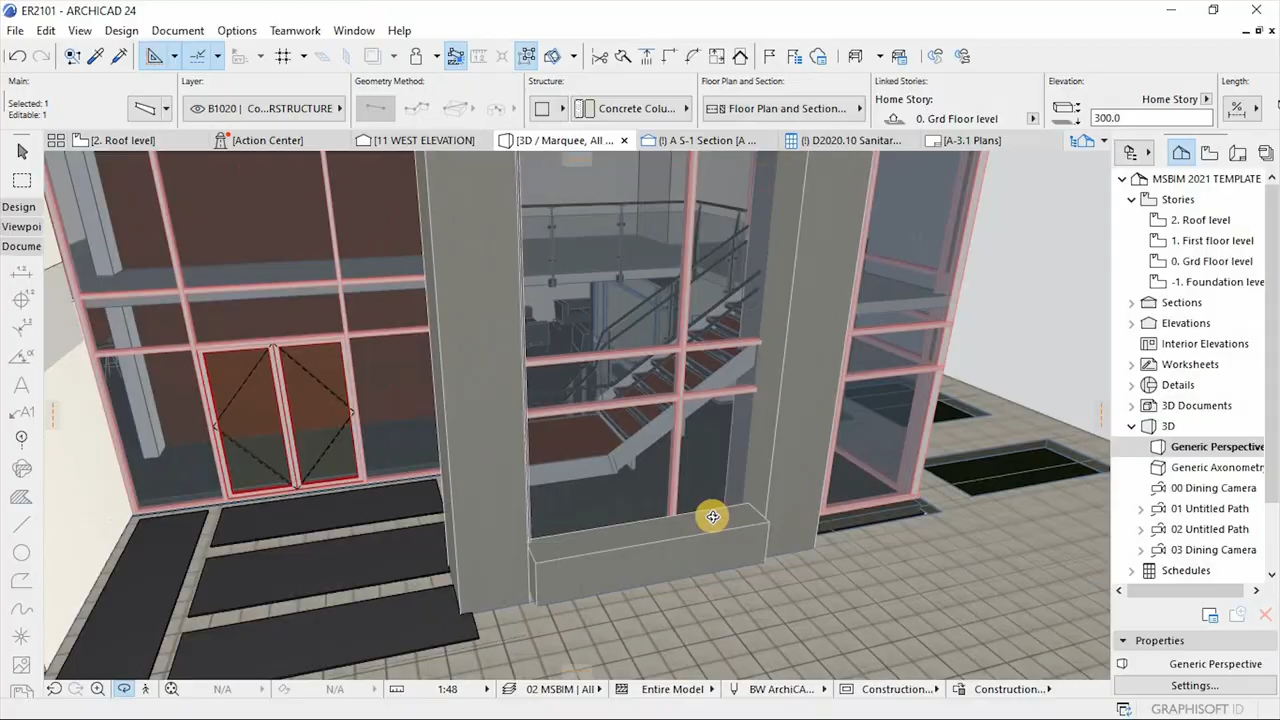 ER2101 - ARCHICAD 24
File Edit View Design Document Options Teamwork Window Help
Main: Layer: Geometry Method: Structure: Floor Plan and Section: Linked Stories: Elevation: Length:
Selected: 1
Editable: 1
B1020 | Co...RSTRUCTURE
Concrete Colu...
Floor Plan and Section...
Home Story:
0. Grd Floor level
Home Story
300.0
[2. Roof level]
[Action Center]
[11 WEST ELEVATION]
[3D / Marquee, All ...
(!) A S-1 Section [A ...
(!) D2020.10 Sanitar...
[A-3.1 Plans]
Design
Viewpoi
Docume
1.2
A
A1
MSBIM 2021 TEMPLATE
Stories
2. Roof level
1. First floor level
0. Grd Floor level
-1. Foundation leve
Sections
Elevations
Interior Elevations
Worksheets
Details
3D Documents
3D
Generic Perspective
Generic Axonometr
00 Dining Camera
01 Untitled Path
02 Untitled Path
03 Dining Camera
Schedules
Properties
Generic Perspective
Settings...
N/A
N/A
1:48
02 MSBIM | All
Entire Model
BW ArchiCA...
Construction...
Construction...
GRAPHISOFT ID